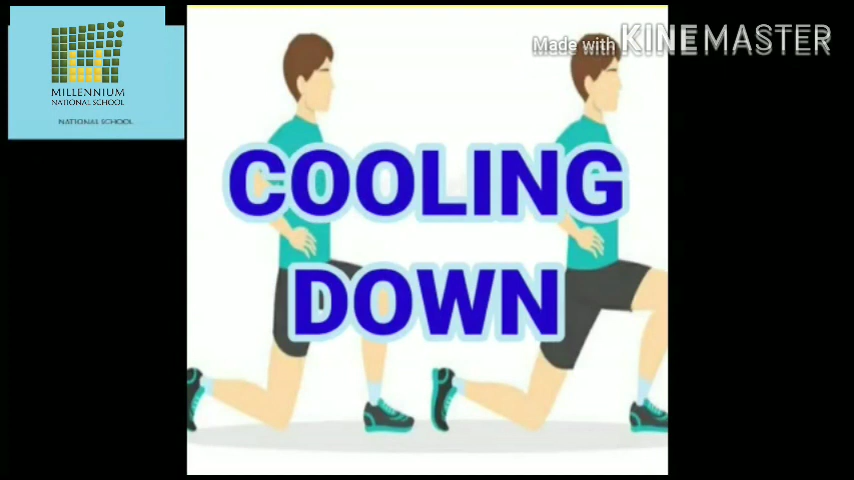 MILLENNIUM
NATIONAL SCHOOL
NATIONAL SCHOOL
Made with KINEMASTER
COOLING
DOWN